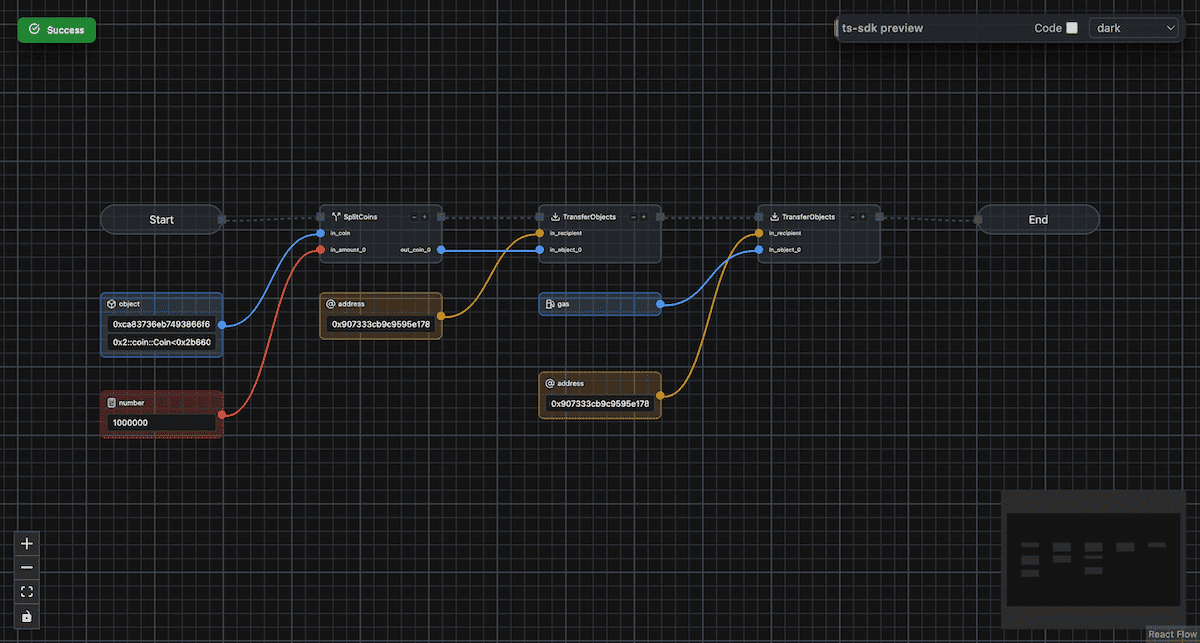 Success
ts-sdk preview
Code
dark
Start
SplitCoins
- +
in_coin
in_amount_0
out_coin_0
TransferObjects
- +
in_recipient
in_object_0
TransferObjects
- +
in_recipient
in_object_0
End
object
0xca83736eb7493866f6
0x2::coin::Coin<0x2b660
@ address
0x907333cb9c9595e178
gas
number
1000000
@ address
0x907333cb9c9595e178
React Flow